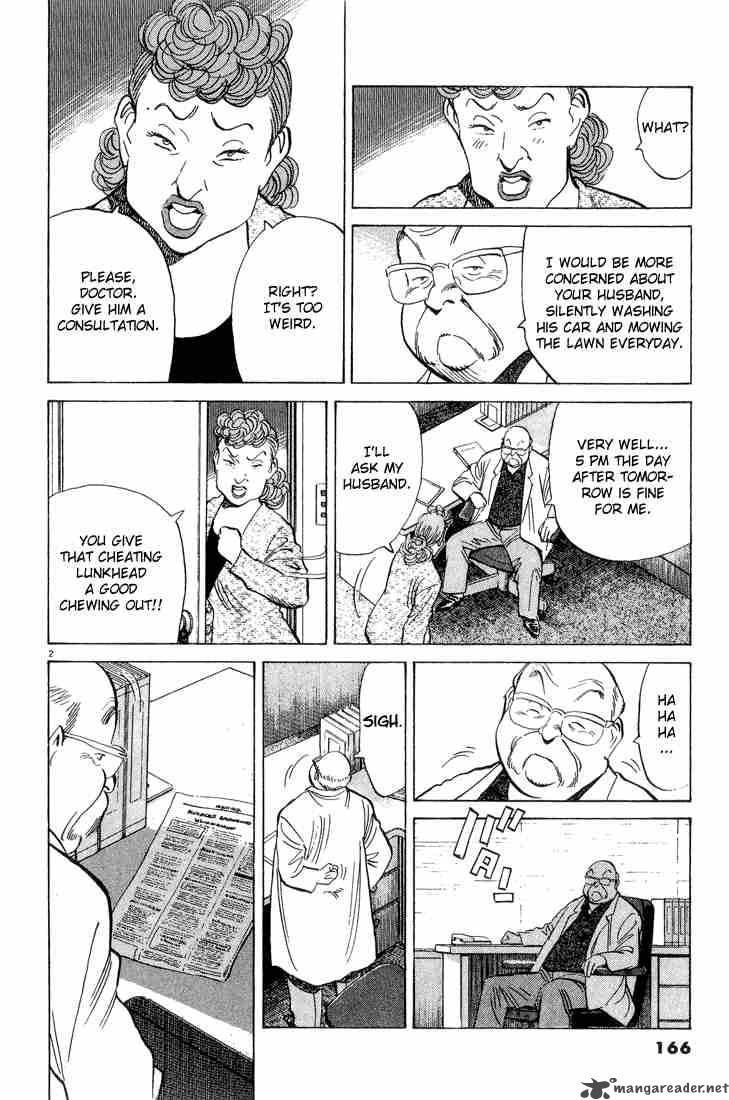 WHAT?
I WOULD BE MORE
CONCERNED ABOUT
YOUR HUSBAND,
SILENTLY WASHING
HIS CAR AND MOWING
THE LAWN EVERYDAY.
RIGHT?
IT'S TOO
WEIRD.
PLEASE,
DOCTOR.
GIVE HIM A
CONSULTATION.
VERY WELL...
5 PM THE DAY
AFTER TOMOR-
ROW IS FINE
FOR ME.
I'LL
ASK MY
HUSBAND.
YOU GIVE
THAT CHEATING
LUNKHEAD
A GOOD
CHEWING OUT!!
2
HA
HA
HA
...
バタン
SIGH.
166
mangareader.net